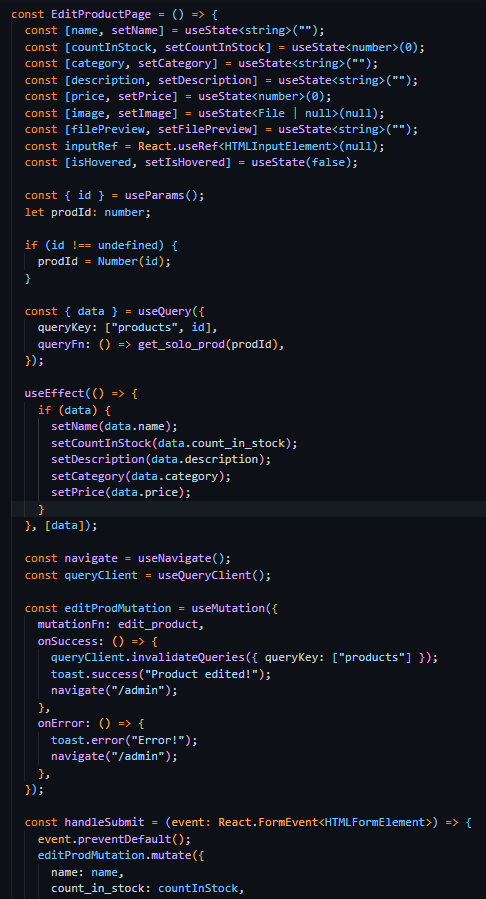 const EditProductPage = () => {
  const [name, setName] = useState<string>("");
  const [countInStock, setCountInStock] = useState<number>(0);
  const [category, setCategory] = useState<string>("");
  const [description, setDescription] = useState<string>("");
  const [price, setPrice] = useState<number>(0);
  const [image, setImage] = useState<File | null>(null);
  const [filePreview, setFilePreview] = useState<string>("");
  const inputRef = React.useRef<HTMLInputElement>(null);
  const [isHovered, setIsHovered] = useState(false);

  const { id } = useParams();
  let prodId: number;

  if (id !== undefined) {
    prodId = Number(id);
  }

  const { data } = useQuery({
    queryKey: ["products", id],
    queryFn: () => get_solo_prod(prodId),
  });

  useEffect(() => {
    if (data) {
      setName(data.name);
      setCountInStock(data.count_in_stock);
      setDescription(data.description);
      setCategory(data.category);
      setPrice(data.price);
    }
  }, [data]);

  const navigate = useNavigate();
  const queryClient = useQueryClient();

  const editProdMutation = useMutation({
    mutationFn: edit_product,
    onSuccess: () => {
      queryClient.invalidateQueries({ queryKey: ["products"] });
      toast.success("Product edited!");
      navigate("/admin");
    },
    onError: () => {
      toast.error("Error!");
      navigate("/admin");
    },
  });

  const handleSubmit = (event: React.FormEvent<HTMLFormElement>) => {
    event.preventDefault();
    editProdMutation.mutate({
      name: name,
      count_in_stock: countInStock,